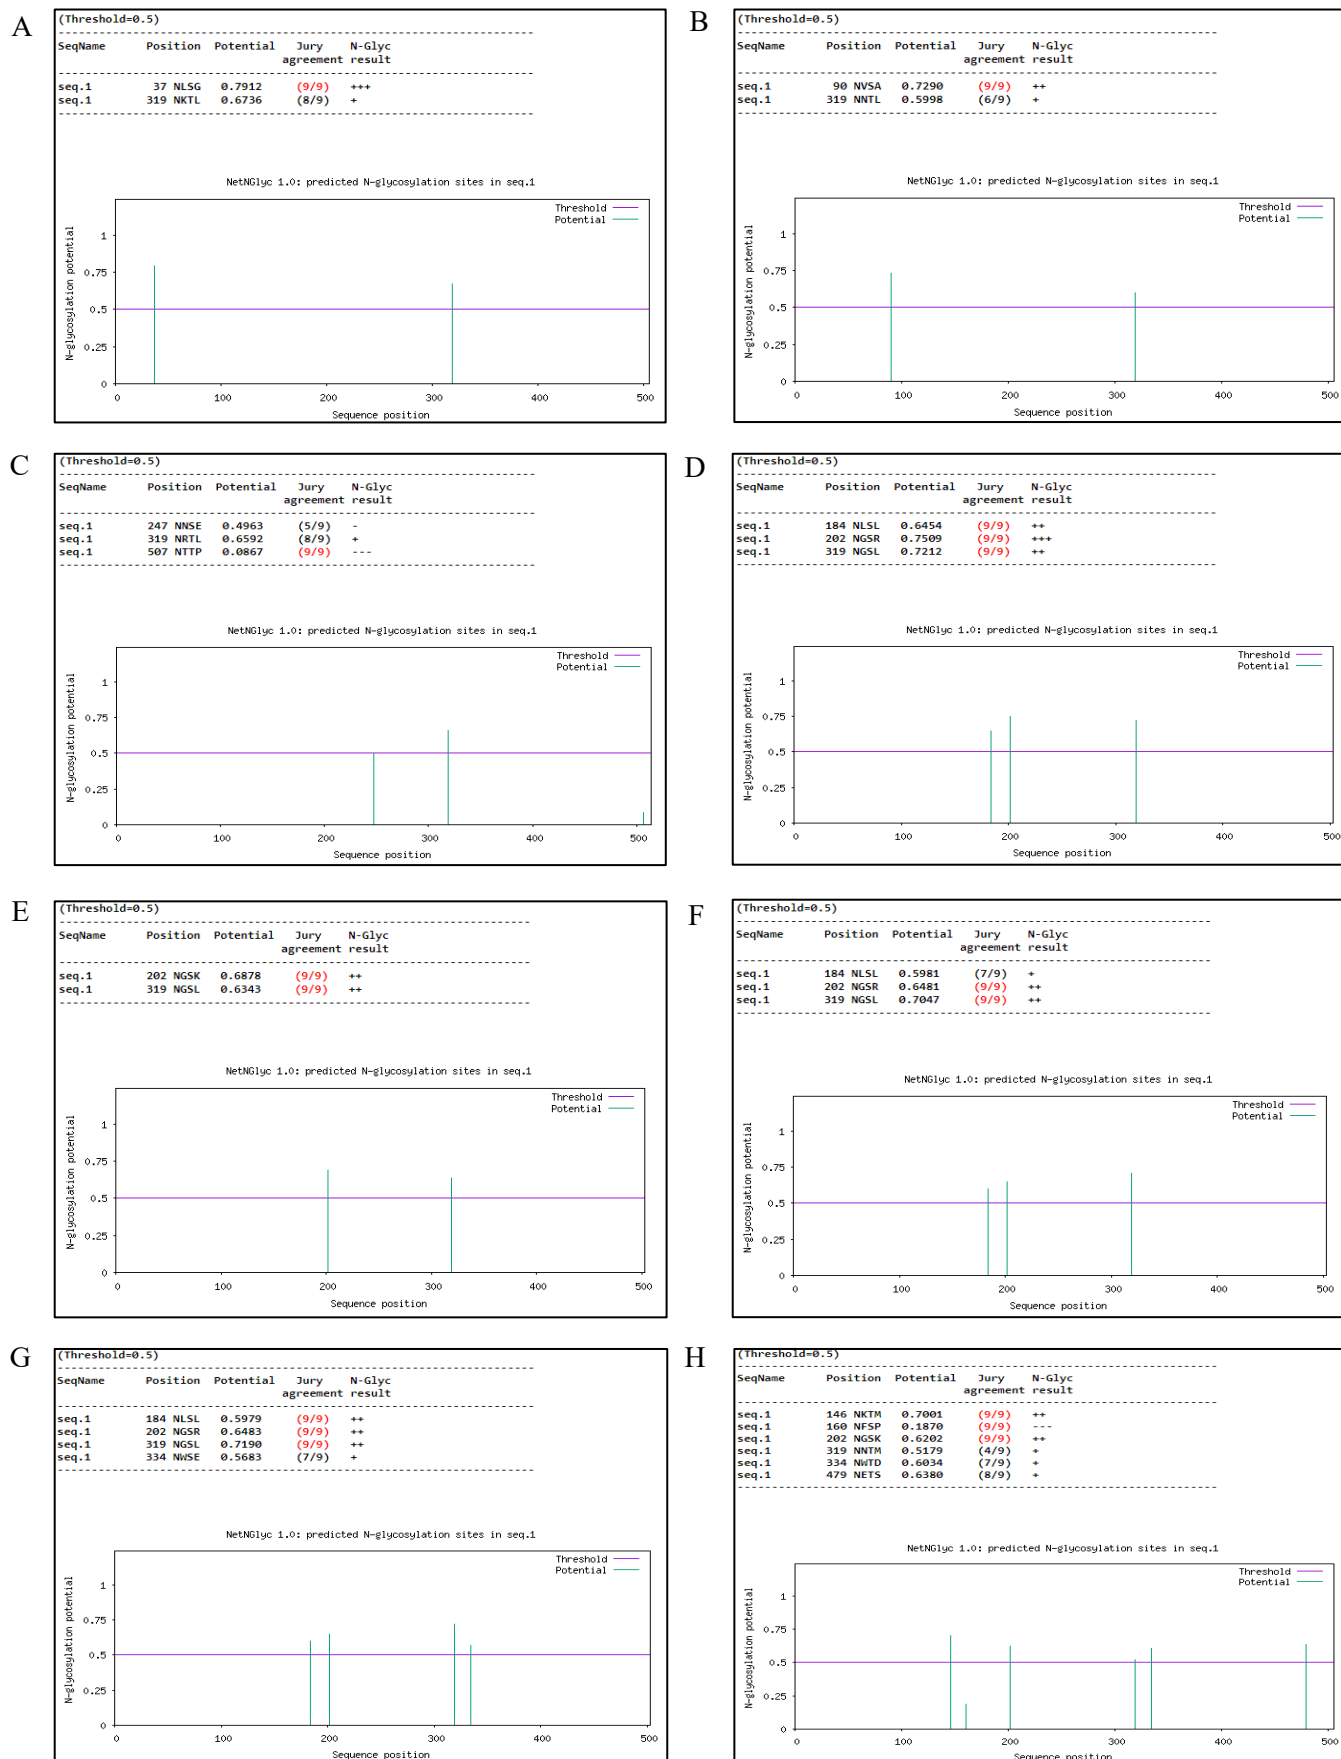 A
(Threshold=0.5)
----------------------------------------------------------------------
SeqName Position Potential Jury N-Glyc
agreement result
----------------------------------------------------------------------
seq.1 37 NLSG 0.7912 (9/9) +++
seq.1 319 NKTL 0.6736 (8/9) +
----------------------------------------------------------------------
NetNGlyc 1.0: predicted N-glycosylation sites in seq.1
Threshold
Potential
N-glycosylation potential
1
0.75
0.5
0.25
0
0 100 200 300 400 500
Sequence position
B
(Threshold=0.5)
----------------------------------------------------------------------
SeqName Position Potential Jury N-Glyc
agreement result
----------------------------------------------------------------------
seq.1 90 NVSA 0.7290 (9/9) ++
seq.1 319 NNTL 0.5998 (6/9) +
----------------------------------------------------------------------
NetNGlyc 1.0: predicted N-glycosylation sites in seq.1
Threshold
Potential
N-glycosylation potential
1
0.75
0.5
0.25
0
0 100 200 300 400 500
Sequence position
C
(Threshold=0.5)
----------------------------------------------------------------------
SeqName Position Potential Jury N-Glyc
agreement result
----------------------------------------------------------------------
seq.1 247 NNSE 0.4963 (5/9) -
seq.1 319 NRTL 0.6592 (8/9) +
seq.1 507 NTTP 0.0867 (9/9) ---
----------------------------------------------------------------------
NetNGlyc 1.0: predicted N-glycosylation sites in seq.1
Threshold
Potential
N-glycosylation potential
1
0.75
0.5
0.25
0
0 100 200 300 400 500
Sequence position
D
(Threshold=0.5)
----------------------------------------------------------------------
SeqName Position Potential Jury N-Glyc
agreement result
----------------------------------------------------------------------
seq.1 184 NLSL 0.6454 (9/9) ++
seq.1 202 NGSR 0.7509 (9/9) +++
seq.1 319 NGSL 0.7212 (9/9) ++
----------------------------------------------------------------------
NetNGlyc 1.0: predicted N-glycosylation sites in seq.1
Threshold
Potential
N-glycosylation potential
1
0.75
0.5
0.25
0
0 100 200 300 400 500
Sequence position
E
(Threshold=0.5)
----------------------------------------------------------------------
SeqName Position Potential Jury N-Glyc
agreement result
----------------------------------------------------------------------
seq.1 202 NGSK 0.6878 (9/9) ++
seq.1 319 NGSL 0.6343 (9/9) ++
----------------------------------------------------------------------
NetNGlyc 1.0: predicted N-glycosylation sites in seq.1
Threshold
Potential
N-glycosylation potential
1
0.75
0.5
0.25
0
0 100 200 300 400 500
Sequence position
F
(Threshold=0.5)
----------------------------------------------------------------------
SeqName Position Potential Jury N-Glyc
agreement result
----------------------------------------------------------------------
seq.1 184 NLSL 0.5981 (7/9) +
seq.1 202 NGSR 0.6481 (9/9) ++
seq.1 319 NGSL 0.7047 (9/9) ++
----------------------------------------------------------------------
NetNGlyc 1.0: predicted N-glycosylation sites in seq.1
Threshold
Potential
N-glycosylation potential
1
0.75
0.5
0.25
0
0 100 200 300 400 500
Sequence position
G
(Threshold=0.5)
----------------------------------------------------------------------
SeqName Position Potential Jury N-Glyc
agreement result
----------------------------------------------------------------------
seq.1 184 NLSL 0.5979 (9/9) ++
seq.1 202 NGSR 0.6483 (9/9) ++
seq.1 319 NGSL 0.7190 (9/9) ++
seq.1 334 NWSE 0.5683 (7/9) +
----------------------------------------------------------------------
NetNGlyc 1.0: predicted N-glycosylation sites in seq.1
Threshold
Potential
N-glycosylation potential
1
0.75
0.5
0.25
0
0 100 200 300 400 500
Sequence position
H
(Threshold=0.5)
----------------------------------------------------------------------
SeqName Position Potential Jury N-Glyc
agreement result
----------------------------------------------------------------------
seq.1 146 NKTM 0.7001 (9/9) ++
seq.1 160 NFSP 0.1870 (9/9) ---
seq.1 202 NGSK 0.6202 (9/9) ++
seq.1 319 NNTM 0.5179 (4/9) +
seq.1 334 NWTD 0.6034 (7/9) +
seq.1 479 NETS 0.6380 (8/9) +
----------------------------------------------------------------------
NetNGlyc 1.0: predicted N-glycosylation sites in seq.1
Threshold
Potential
N-glycosylation potential
1
0.75
0.5
0.25
0
0 100 200 300 400 500
Sequence position